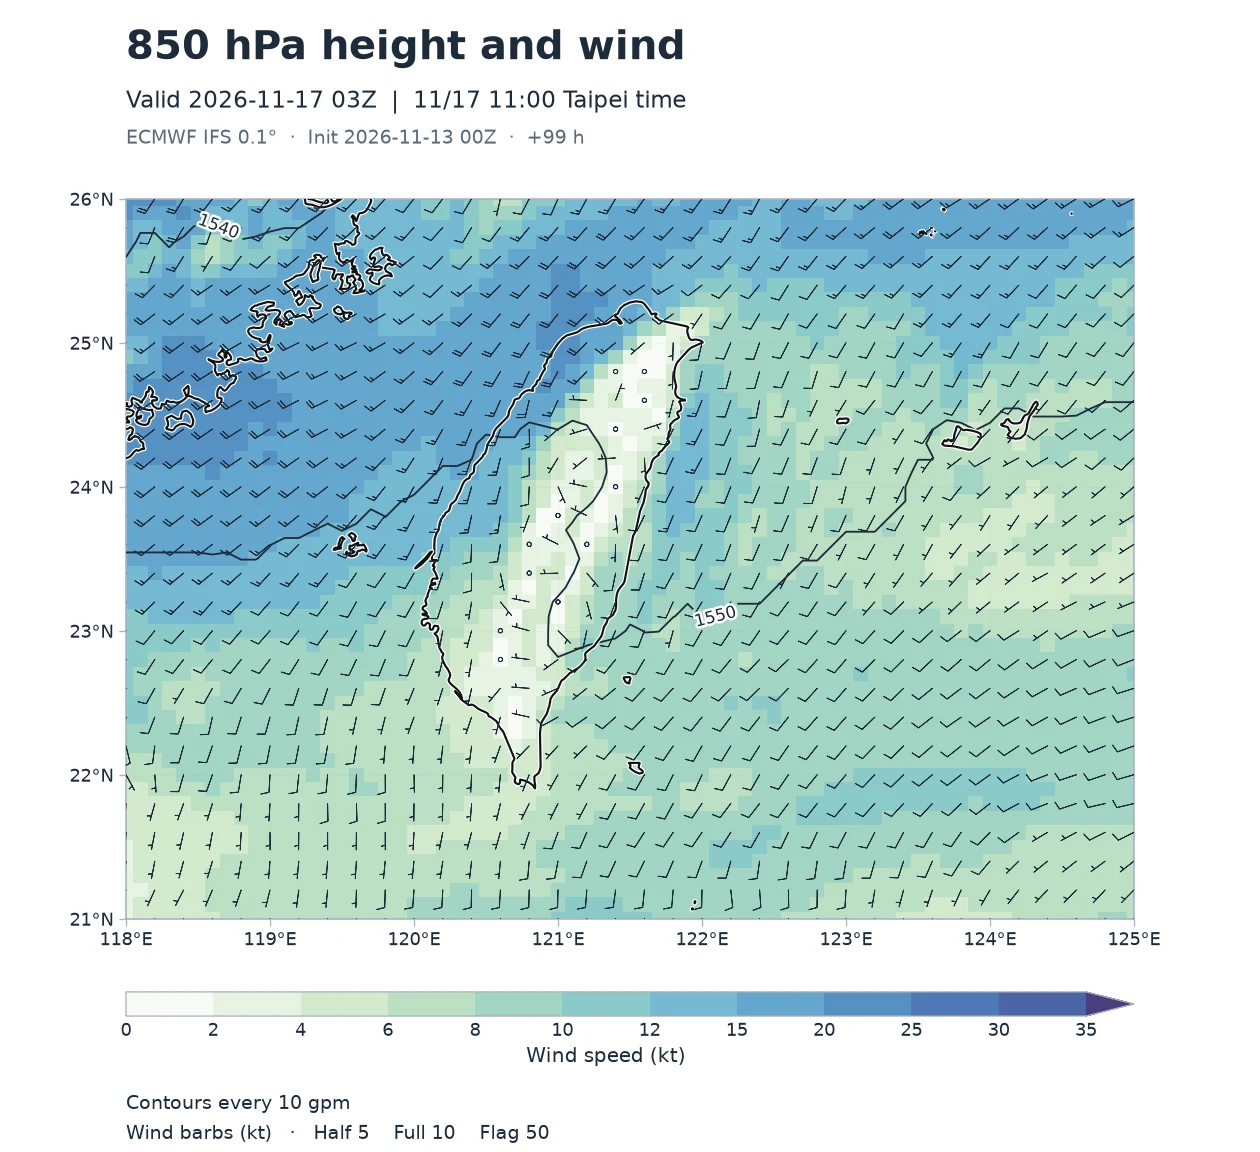 850 hPa height and wind
Valid 2026-11-17 03Z | 11/17 11:00 Taipei time
ECMWF IFS 0.1° · Init 2026-11-13 00Z · +99 h
26°N
1540
25°N
24°N
23°N
1550
22°N
21°N
118°E 119°E 120°E 121°E 122°E 123°E 124°E 125°E
0 2 4 6 8 10 12 15 20 25 30 35
Wind speed (kt)
Contours every 10 gpm
Wind barbs (kt) · Half 5 Full 10 Flag 50